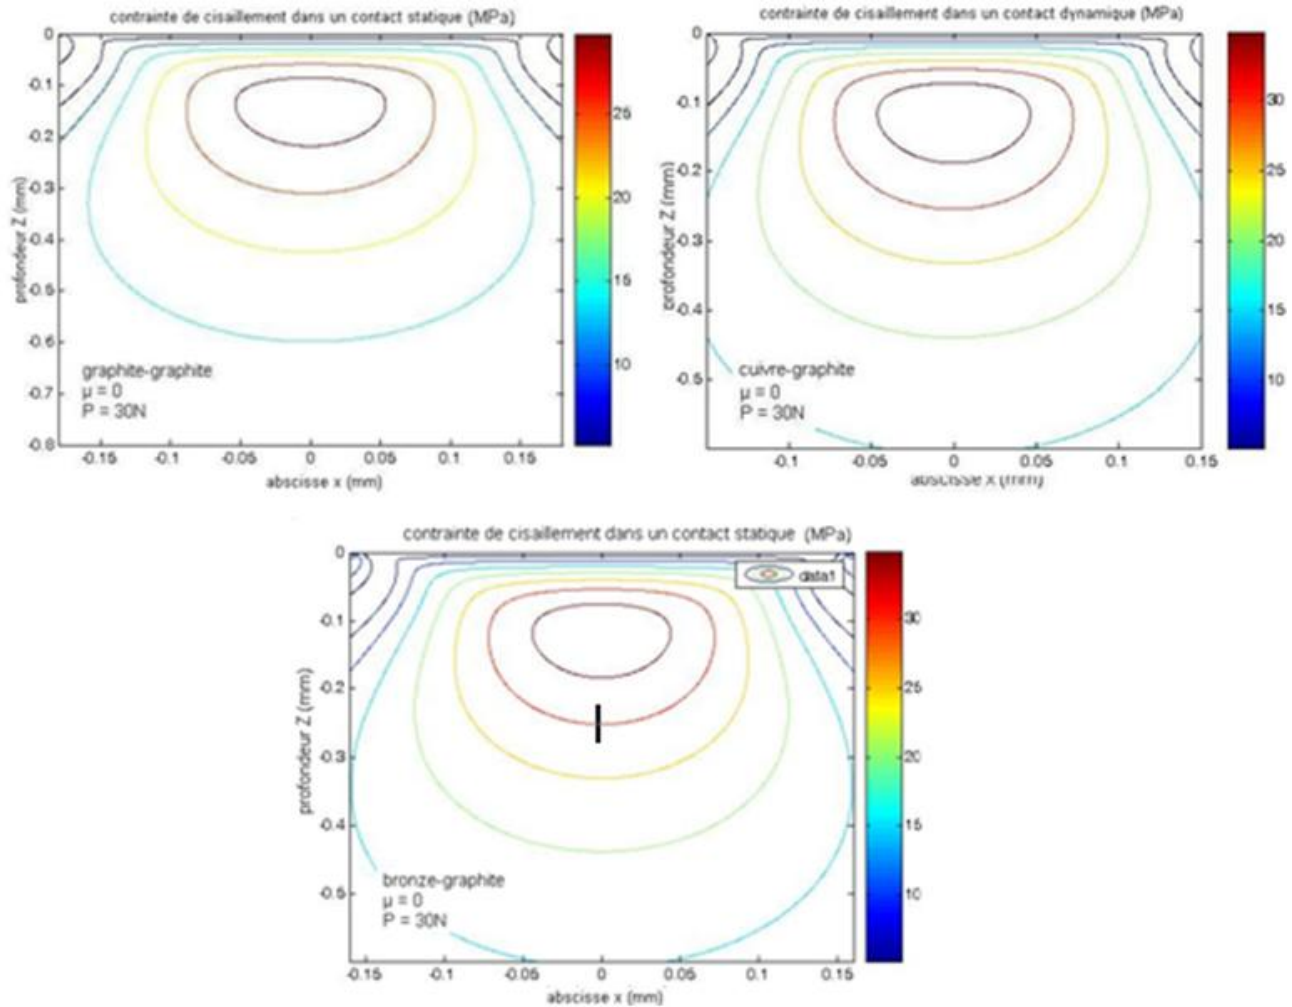 contrainte de cisaillement dans un contact statique (MPa)
0
-0.1
-0.2
-0.3
-0.4
-0.5
-0.6
-0.7
-0.8
profondeur Z (mm)
graphite-graphite
µ = 0
P = 30N
-0.15
-0.1
-0.05
0
0.05
0.1
0.15
abscisse x (mm)
25
20
15
10
contrainte de cisaillement dans un contact dynamique (MPa)
0
-0.1
-0.2
-0.3
-0.4
-0.5
profondeur Z (mm)
cuivre-graphite
µ = 0
P = 30N
-0.1
-0.05
0
0.05
0.1
0.15
abscisse x (mm)
30
25
20
15
10
contrainte de cisaillement dans un contact statique (MPa)
0
-0.1
-0.2
-0.3
-0.4
-0.5
profondeur Z (mm)
data1
bronze-graphite
µ = 0
P = 30N
-0.15
-0.1
-0.05
0
0.05
0.1
0.15
abscisse x (mm)
30
25
20
15
10